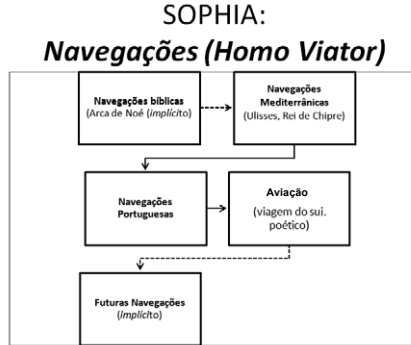 SOPHIA:
Navegações (Homo Viator)
Navegações bíblicas
(Arca de Noé (implícito)
Navegações
Mediterrânicas
(Ulisses, Rei de Chipre)
Navegações
Portuguesas
Aviação
(viagem do sui.
poético)
Futuras Navegações
(implícito)